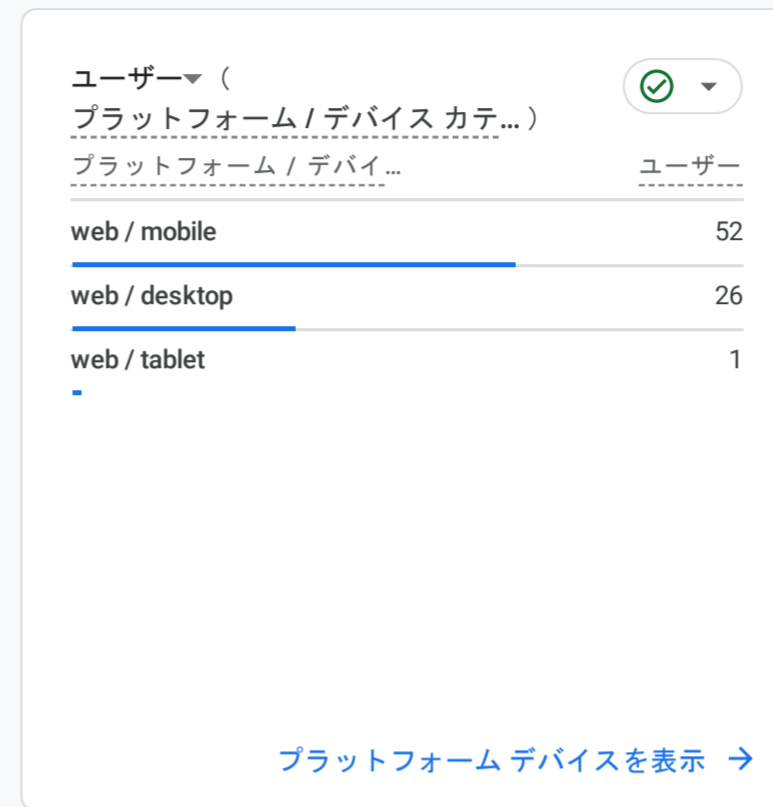 ユーザー（
プラットフォーム / デバイス カテ...）
プラットフォーム / デバイ... ユーザー
web / mobile 52
web / desktop 26
web / tablet 1
プラットフォーム デバイスを表示 →